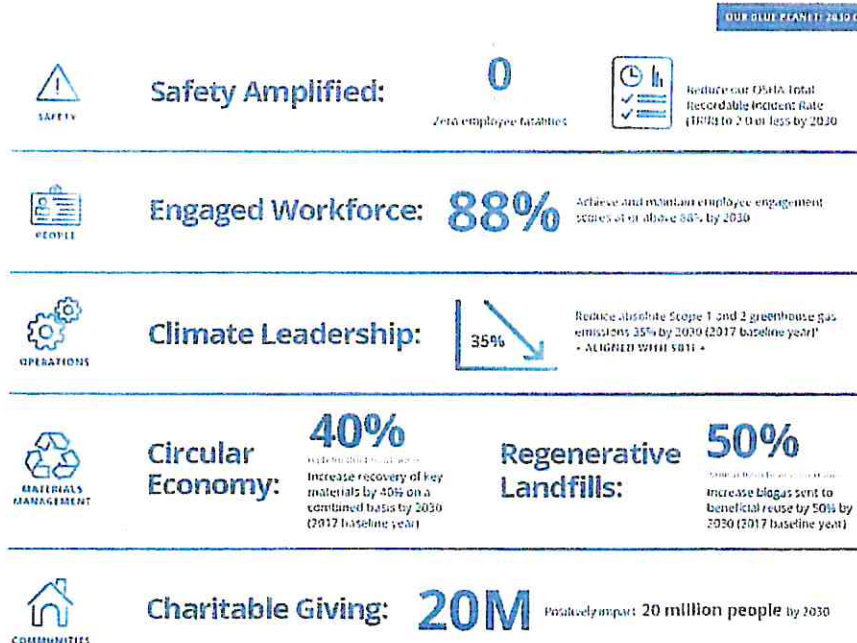 OUR BLUE PLANET: 2030
SAFETY
Safety Amplified:
0
Zero employee fatalities
Reduce our OSHA Total
Recordable Incident Rate
(TRIR) to 2.0 or less by 2030
PEOPLE
Engaged Workforce:
88%
Achieve and maintain employee engagement
scores at or above 88% by 2030
OPERATIONS
Climate Leadership:
35%
Reduce absolute Scope 1 and 2 greenhouse gas
emissions 35% by 2030 (2017 baseline year)
• ALIGNED WITH SBTi •
MATERIALS
MANAGEMENT
Circular
Economy:
40%
Increase recovery of key
materials by 40% on a
combined basis by 2030
(2017 baseline year)
Regenerative
Landfills:
50%
Increase biogas sent to
beneficial reuse by 50% by
2030 (2017 baseline year)
COMMUNITIES
Charitable Giving:
20M
Positively impact 20 million people by 2030